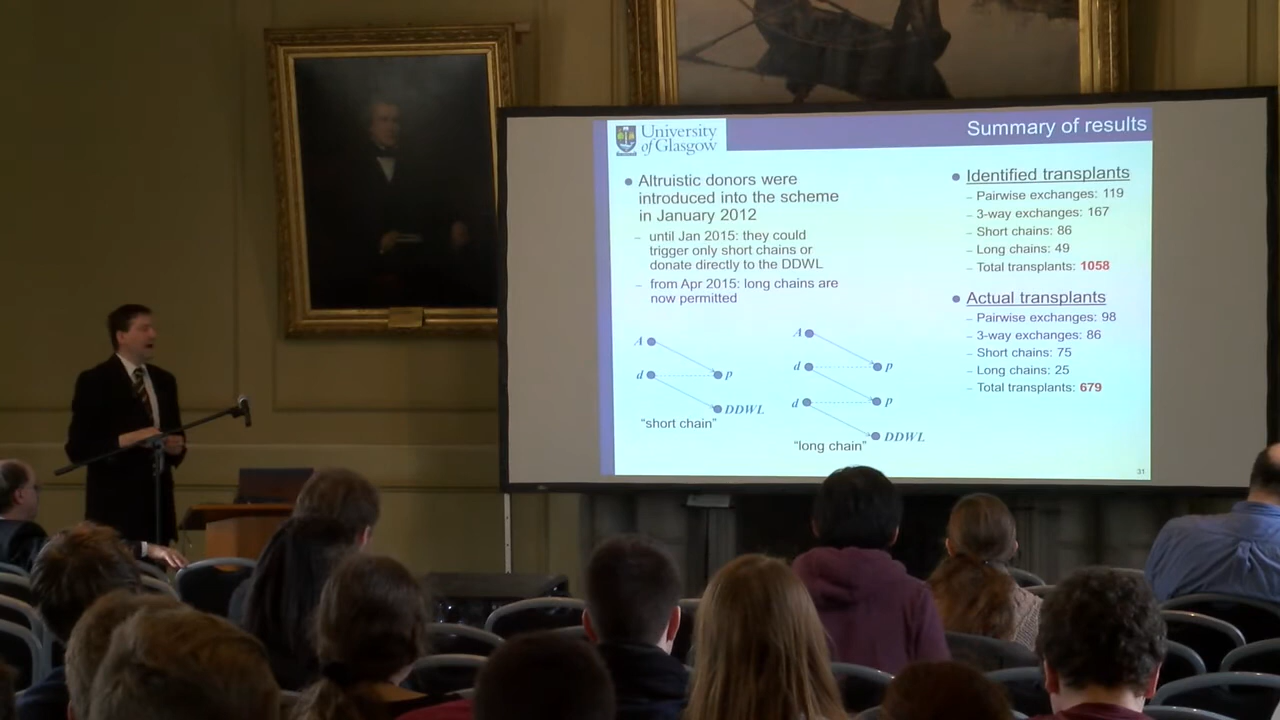 University
of Glasgow
Summary of results
• Altruistic donors were
introduced into the scheme
in January 2012
– until Jan 2015: they could
trigger only short chains or
donate directly to the DDWL
– from Apr 2015: long chains are
now permitted
A
d p
DDWL
"short chain"
A
d p
d p
DDWL
"long chain"
• Identified transplants
– Pairwise exchanges: 119
– 3-way exchanges: 167
– Short chains: 86
– Long chains: 49
– Total transplants: 1058
• Actual transplants
– Pairwise exchanges: 98
– 3-way exchanges: 86
– Short chains: 75
– Long chains: 25
– Total transplants: 679
31